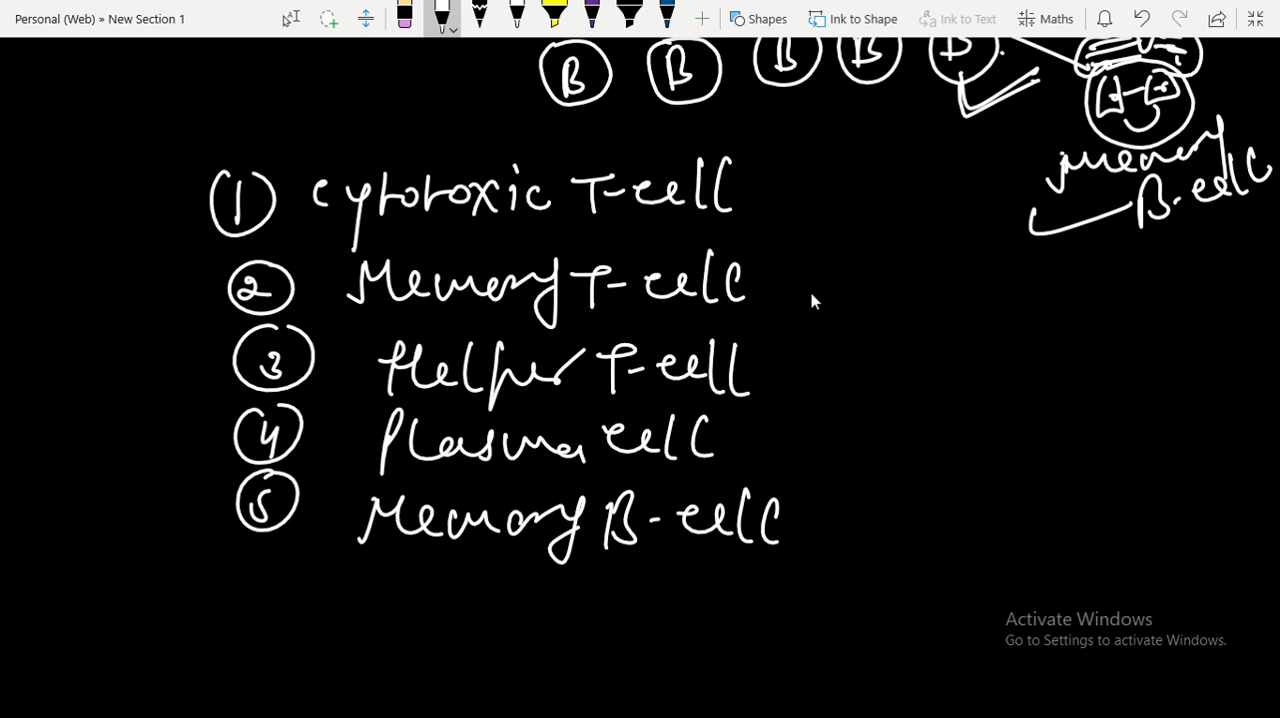 Personal (Web) » New Section 1
Shapes
Ink to Shape
Ink to Text
Maths
B B B B B
Memory
B-cell
1 cytotoxic T-cell
2 Memory T-cell
3 Helper T-cell
4 Plasma cell
5 Memory B-cell
Activate Windows
Go to Settings to activate Windows.